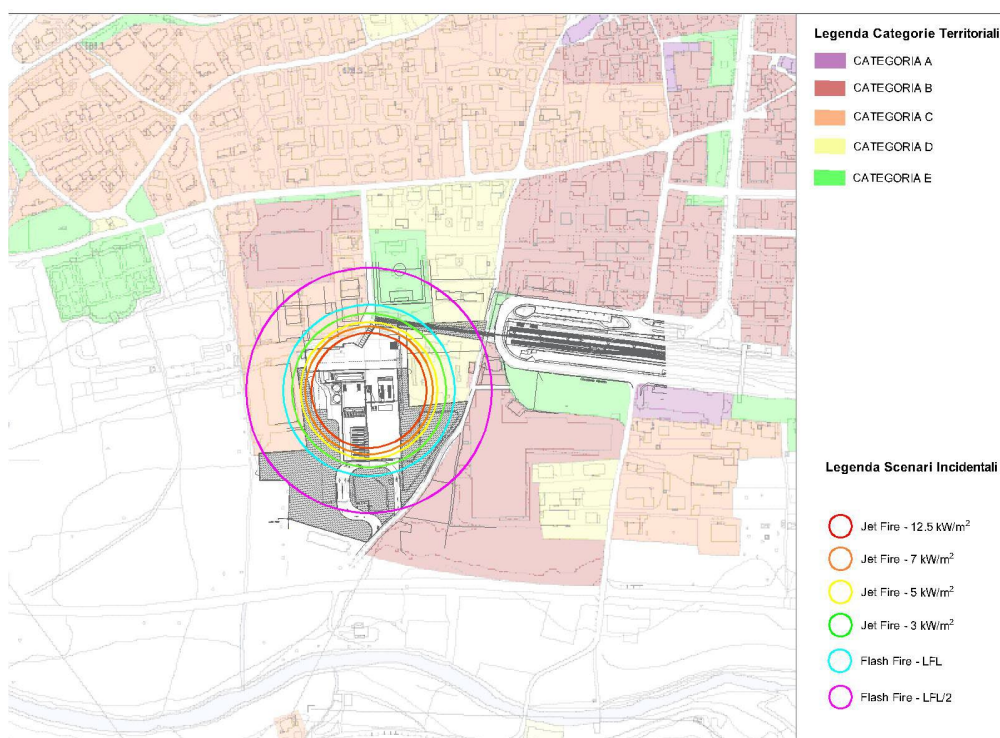 Legenda Categorie Territoriali
CATEGORIA A
CATEGORIA B
CATEGORIA C
CATEGORIA D
CATEGORIA E
Legenda Scenari Incidentali
Jet Fire - 12.5 kW/m²
Jet Fire - 7 kW/m²
Jet Fire - 5 kW/m²
Jet Fire - 3 kW/m²
Flash Fire - LFL
Flash Fire - LFL/2